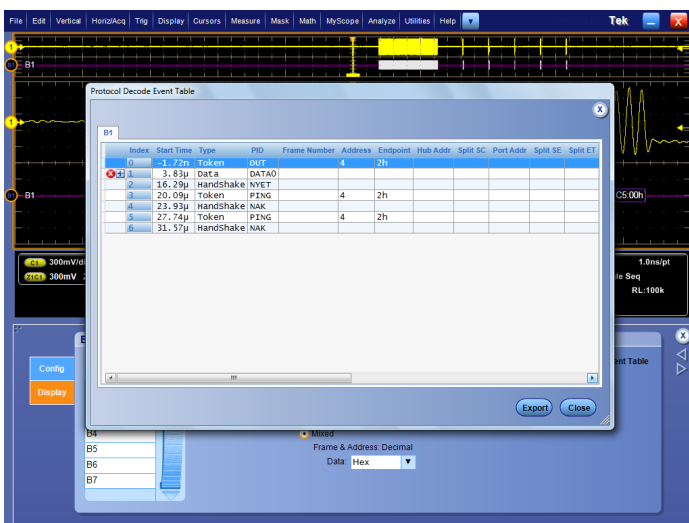 File Edit Vertical Horiz/Acq Trig Display Cursors Measure Mask Math MyScope Analyze Utilities Help Tek X
1
B1 B1
Protocol Decode Event Table
X
B1
Index Start Time Type PID Frame Number Address Endpoint Hub Addr Split SC Port Addr Split SE Split ET
0 -1.72n Token OUT 4 2h
1 3.83µ Data DATA0
2 16.29µ HandShake NYET
3 20.09µ Token PING 4 2h
4 23.93µ HandShake NAK
5 27.74µ Token PING 4 2h
6 31.57µ HandShake NAK
1
B1 B1 C5:00h
C1 300mV/di 1.0ns/pt
Z1C1 300mV le Seq
RL:100k
X
ent Table
Config
Display
Export Close
B4 Mixed
B5 Frame & Address: Decimal
B6 Data: Hex
B7